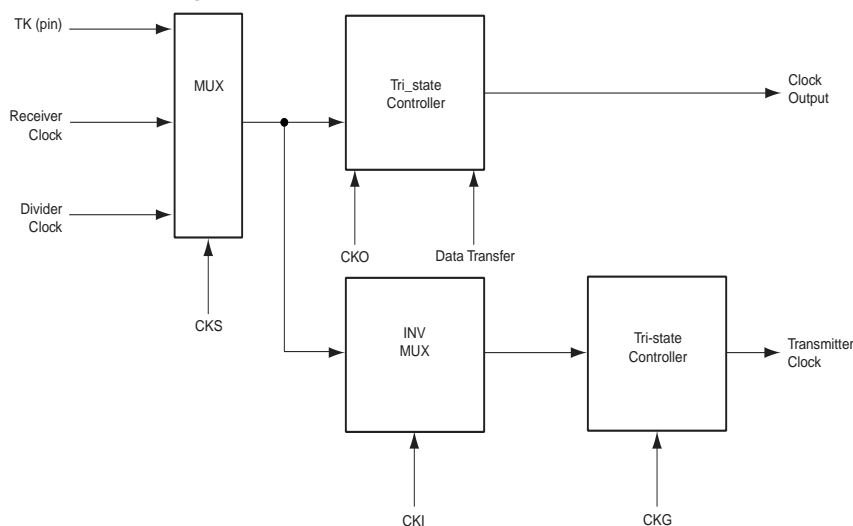 TK (pin)
MUX
Tri_state
Controller
Clock
Output
Receiver
Clock
Divider
Clock
CKO
Data Transfer
CKS
INV
MUX
Tri-state
Controller
Transmitter
Clock
CKI
CKG